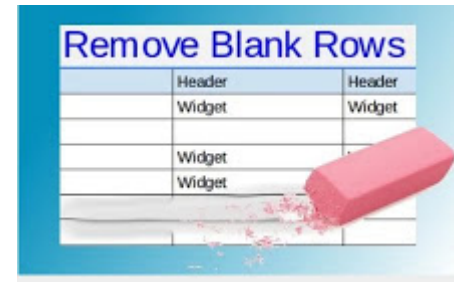 Remove Blank Rows
Header Header
Widget Widget
Widget
Widget